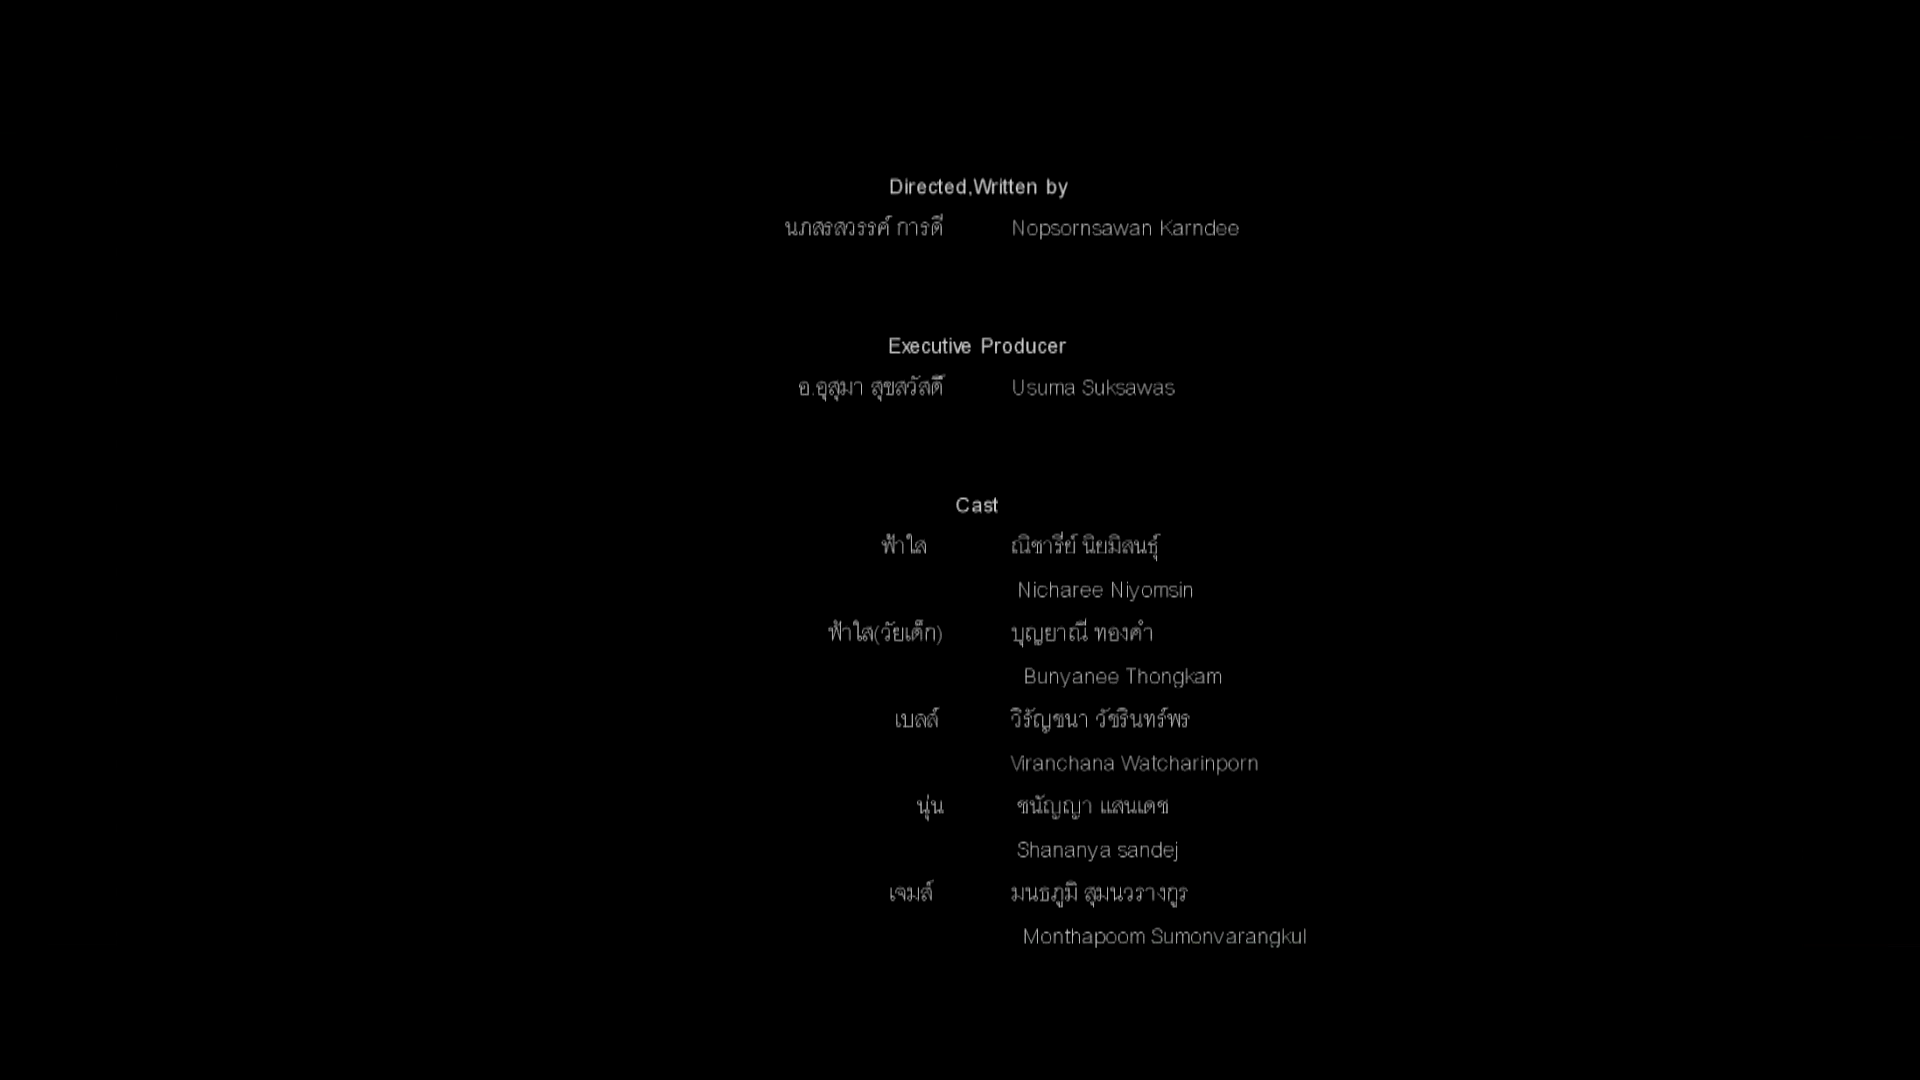 Directed,Written by
นภสรสวรรค์ การดี Nopsornsawan Karndee
Executive Producer
อ.อุสุมา สุขสวัสดิ์ Usuma Suksawas
Cast
ฟ้าใส ณิชารีย์ นิยมสินธุ์
Nicharee Niyomsin
ฟ้าใส(วัยเด็ก) บุญยาณี ทองคำ
Bunyanee Thongkam
เบลล์ วิรัญชนา วัชรินทร์พร
Viranchana Watcharinporn
นุ่น ชนัญญา แสนเดช
Shananya sandej
เจมส์ มนธภูมิ สุมนวรางกูร
Monthapoom Sumonvarangkul